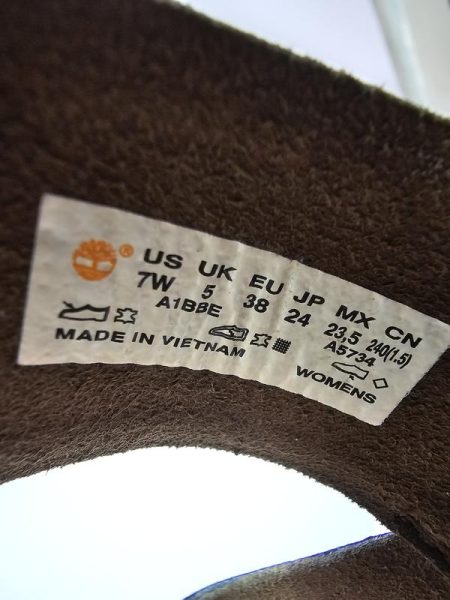 ® US UK EU JP MX CN
7W 5 38 24 23,5 240(1.5)
A1BBE A5734
MADE IN VIETNAM
WOMENS